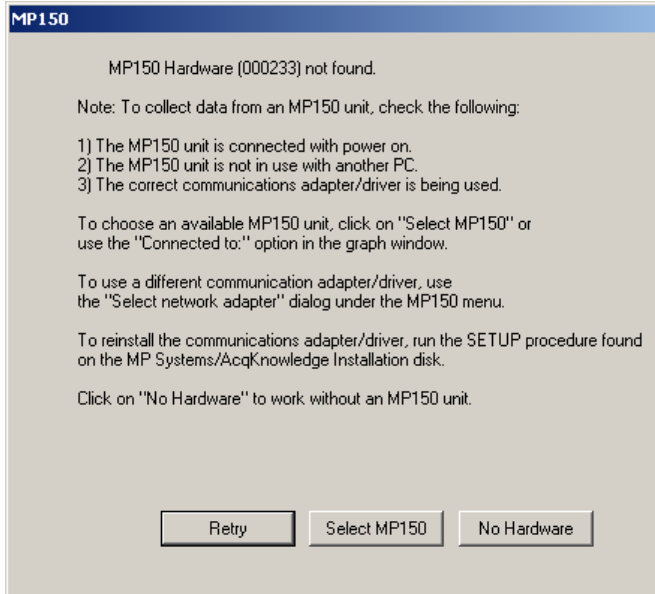 MP150
MP150 Hardware (000233) not found.
Note: To collect data from an MP150 unit, check the following:
1) The MP150 unit is connected with power on.
2) The MP150 unit is not in use with another PC.
3) The correct communications adapter/driver is being used.
To choose an available MP150 unit, click on "Select MP150" or
use the "Connected to:" option in the graph window.
To use a different communication adapter/driver, use
the "Select network adapter" dialog under the MP150 menu.
To reinstall the communications adapter/driver, run the SETUP procedure found
on the MP Systems/AcqKnowledge Installation disk.
Click on "No Hardware" to work without an MP150 unit.
Retry Select MP150 No Hardware